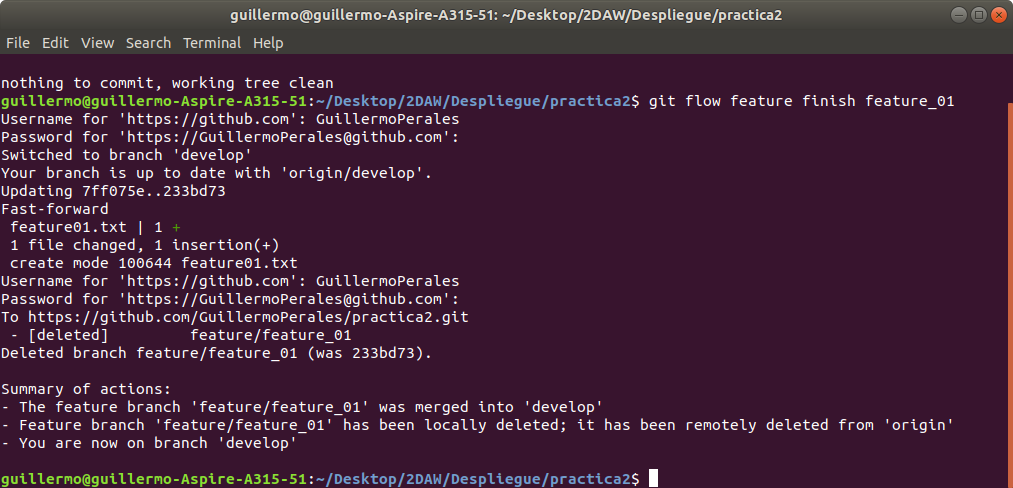 guillermo@guillermo-Aspire-A315-51: ~/Desktop/2DAW/Despliegue/practica2
File Edit View Search Terminal Help
nothing to commit, working tree clean
guillermo@guillermo-Aspire-A315-51:~/Desktop/2DAW/Despliegue/practica2$ git flow feature finish feature_01
Username for 'https://github.com': GuillermoPerales
Password for 'https://GuillermoPerales@github.com':
Switched to branch 'develop'
Your branch is up to date with 'origin/develop'.
Updating 7ff075e..233bd73
Fast-forward
 feature01.txt | 1 +
 1 file changed, 1 insertion(+)
 create mode 100644 feature01.txt
Username for 'https://github.com': GuillermoPerales
Password for 'https://GuillermoPerales@github.com':
To https://github.com/GuillermoPerales/practica2.git
 - [deleted]         feature/feature_01
Deleted branch feature/feature_01 (was 233bd73).
Summary of actions:
- The feature branch 'feature/feature_01' was merged into 'develop'
- Feature branch 'feature/feature_01' has been locally deleted; it has been remotely deleted from 'origin'
- You are now on branch 'develop'
guillermo@guillermo-Aspire-A315-51:~/Desktop/2DAW/Despliegue/practica2$